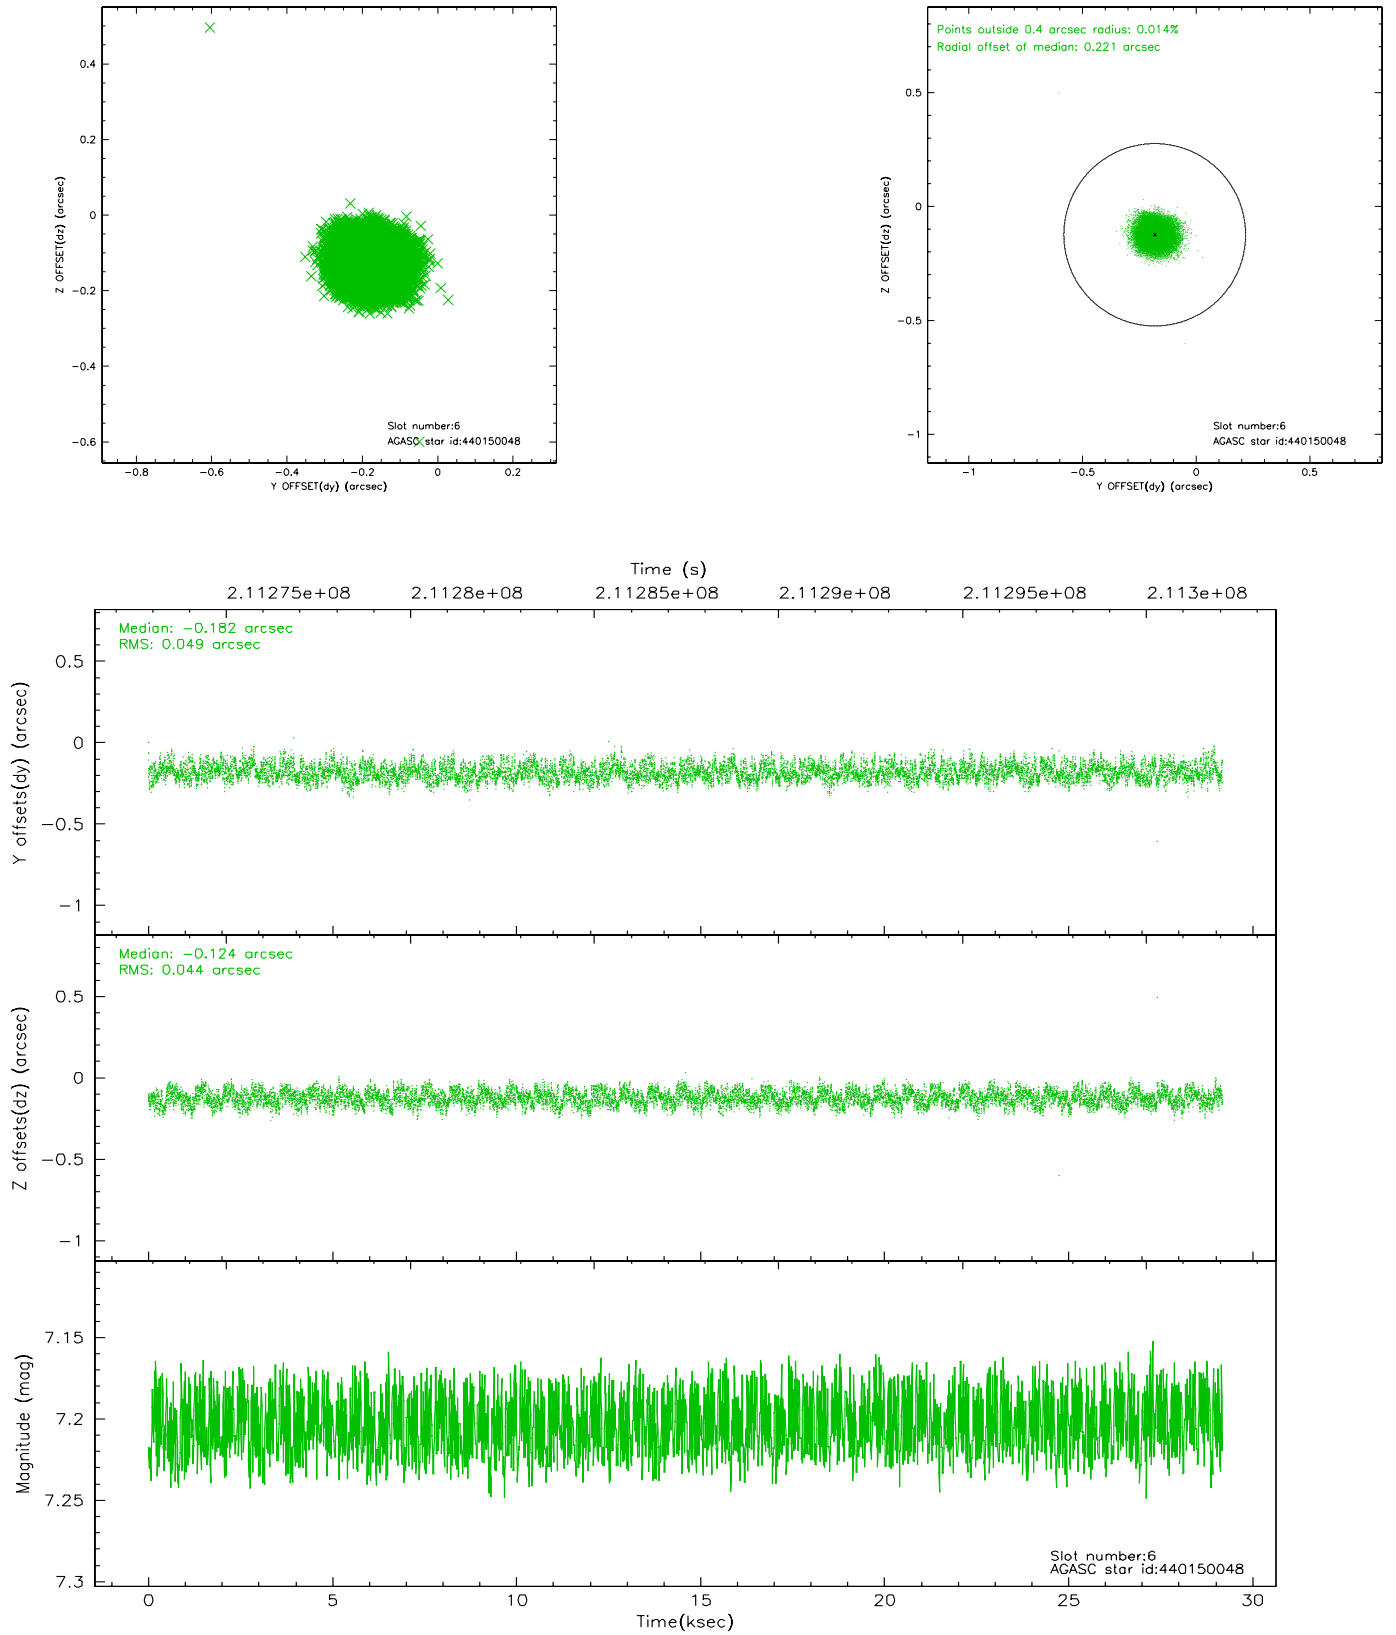 0.4
0.2
0
−0.2
−0.4
−0.6
Z OFFSET(dz) (arcsec)
Slot number:6
AGASC star id:440150048
−0.8
−0.6
−0.4
−0.2
0
0.2
Y OFFSET(dy) (arcsec)
Points outside 0.4 arcsec radius: 0.014%
Radial offset of median: 0.221 arcsec
0.5
0
−0.5
−1
Z OFFSET(dz) (arcsec)
Slot number:6
AGASC star id:440150048
−1
−0.5
0
0.5
Y OFFSET(dy) (arcsec)
Time (s)
2.11275e+08
2.1128e+08
2.11285e+08
2.1129e+08
2.11295e+08
2.113e+08
Median: −0.182 arcsec
RMS: 0.049 arcsec
0.5
0
−0.5
−1
Y offsets(dy) (arcsec)
Median: −0.124 arcsec
RMS: 0.044 arcsec
0.5
0
−0.5
−1
Z offsets(dz) (arcsec)
7.15
7.2
7.25
7.3
Magnitude (mag)
Slot number:6
AGASC star id:440150048
0
5
10
15
20
25
30
Time(ksec)